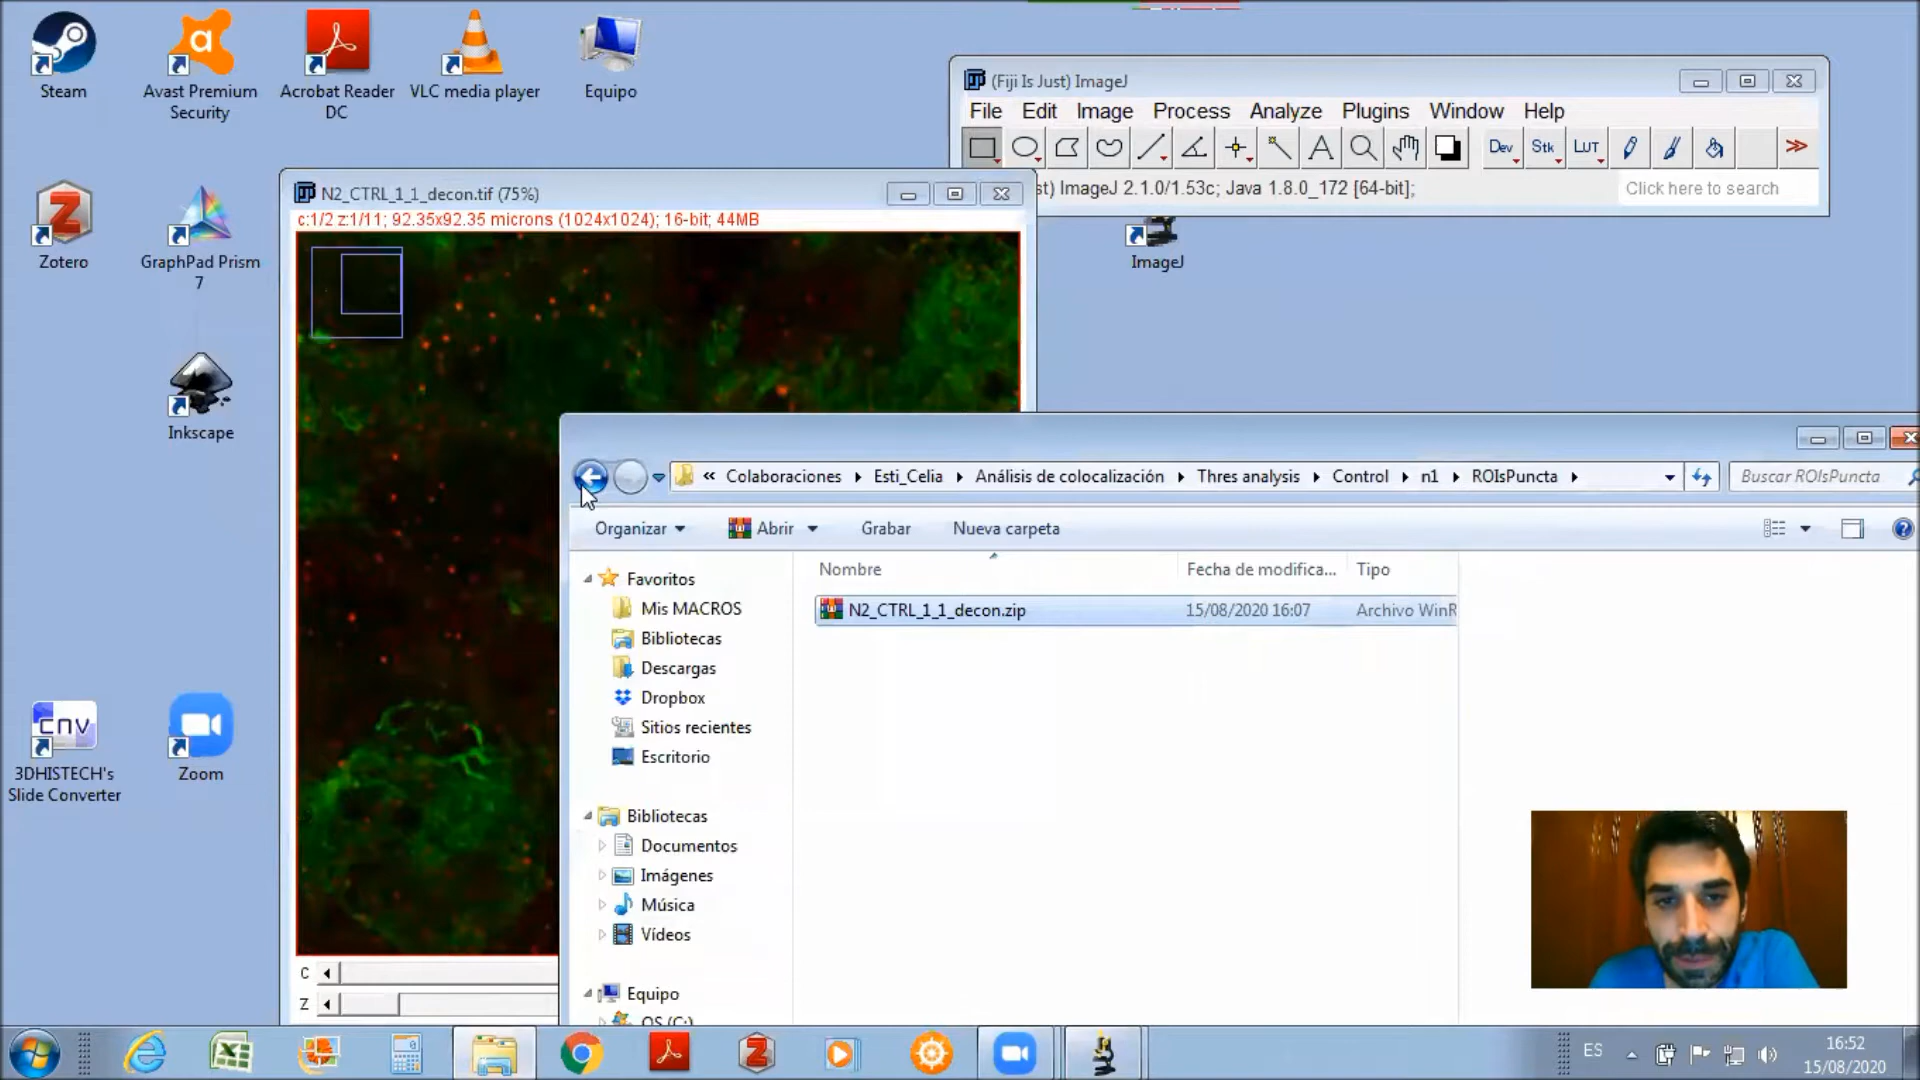 Steam
Avast Premium
Security
Acrobat Reader
DC
VLC media player
Equipo
Zotero
GraphPad Prism
7
Inkscape
cnv
3DHISTECH's
Slide Converter
Zoom
(Fiji Is Just) ImageJ
File Edit Image Process Analyze Plugins Window Help
Dev Stk LUT
st) ImageJ 2.1.0/1.53c; Java 1.8.0_172 [64-bit];
Click here to search
ImageJ
N2_CTRL_1_1_decon.tif (75%)
c:1/2 z:1/11; 92.35x92.35 microns (1024x1024); 16-bit; 44MB
C
Z
« Colaboraciones Esti_Celia Análisis de colocalización Thres analysis Control n1 ROIsPuncta
Buscar ROIsPuncta
Organizar Abrir Grabar Nueva carpeta
Nombre Fecha de modifica... Tipo
N2_CTRL_1_1_decon.zip 15/08/2020 16:07 Archivo WinR
Favoritos
Mis MACROS
Bibliotecas
Descargas
Dropbox
Sitios recientes
Escritorio
Bibliotecas
Documentos
Imágenes
Música
Vídeos
Equipo
OS (C:)
ES
16:52
15/08/2020